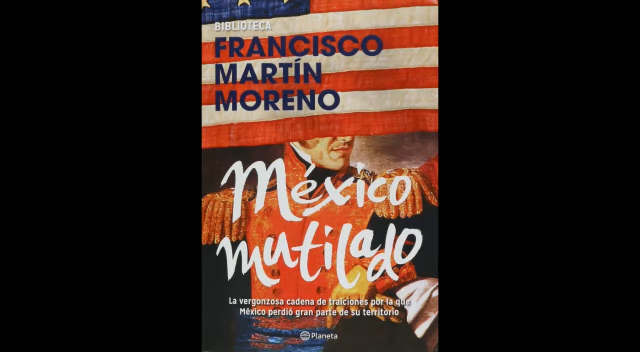 BIBLIOTECA
FRANCISCO
MARTÍN
MORENO
México
mutilado
La vergonzosa cadena de traiciones por la que
México perdió gran parte de su territorio
Planeta